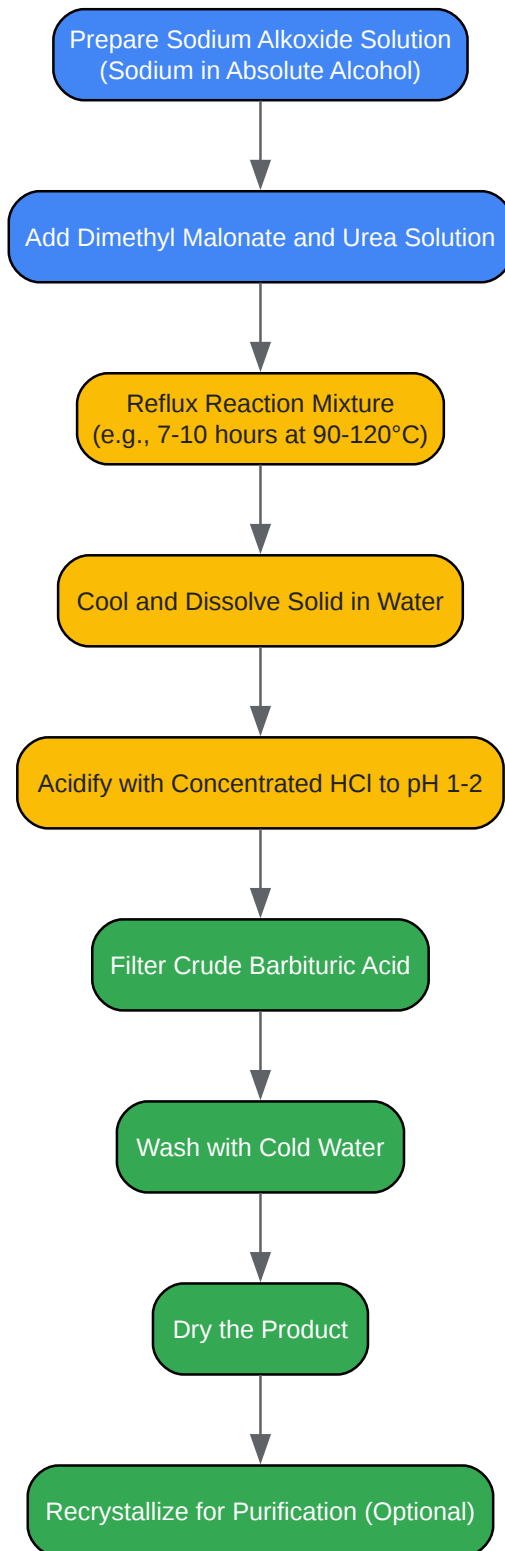 Prepare Sodium Alkoxide Solution
(Sodium in Absolute Alcohol)
Add Dimethyl Malonate and Urea Solution
Reflux Reaction Mixture
(e.g., 7-10 hours at 90-120°C)
Cool and Dissolve Solid in Water
Acidify with Concentrated HCl to pH 1-2
Filter Crude Barbituric Acid
Wash with Cold Water
Dry the Product
Recrystallize for Purification (Optional)